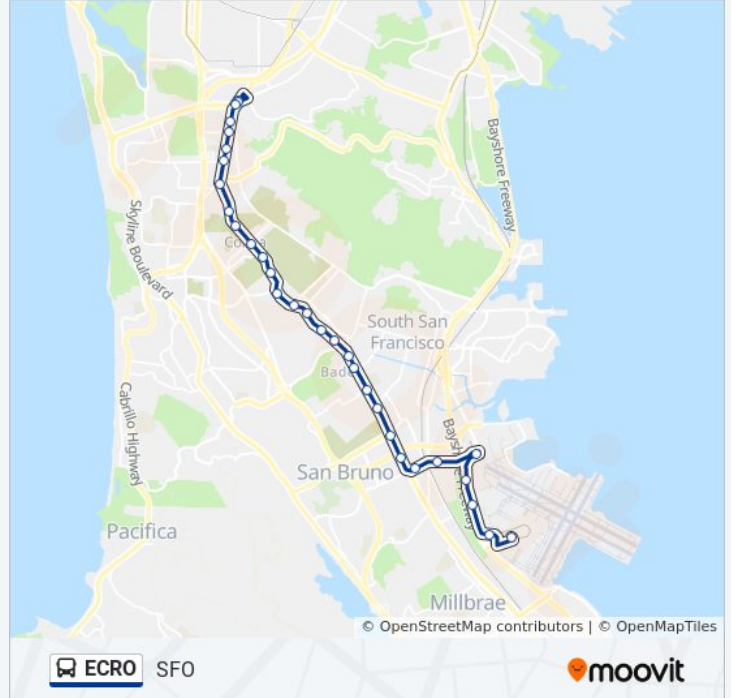 Bayshore Freeway
Skyline Boulevard
South San
Francisco
Cabrillo Highway
San Bruno
Pacifica
Millbrae
© OpenStreetMap contributors | © OpenMapTiles
ECRO SFO
moovit